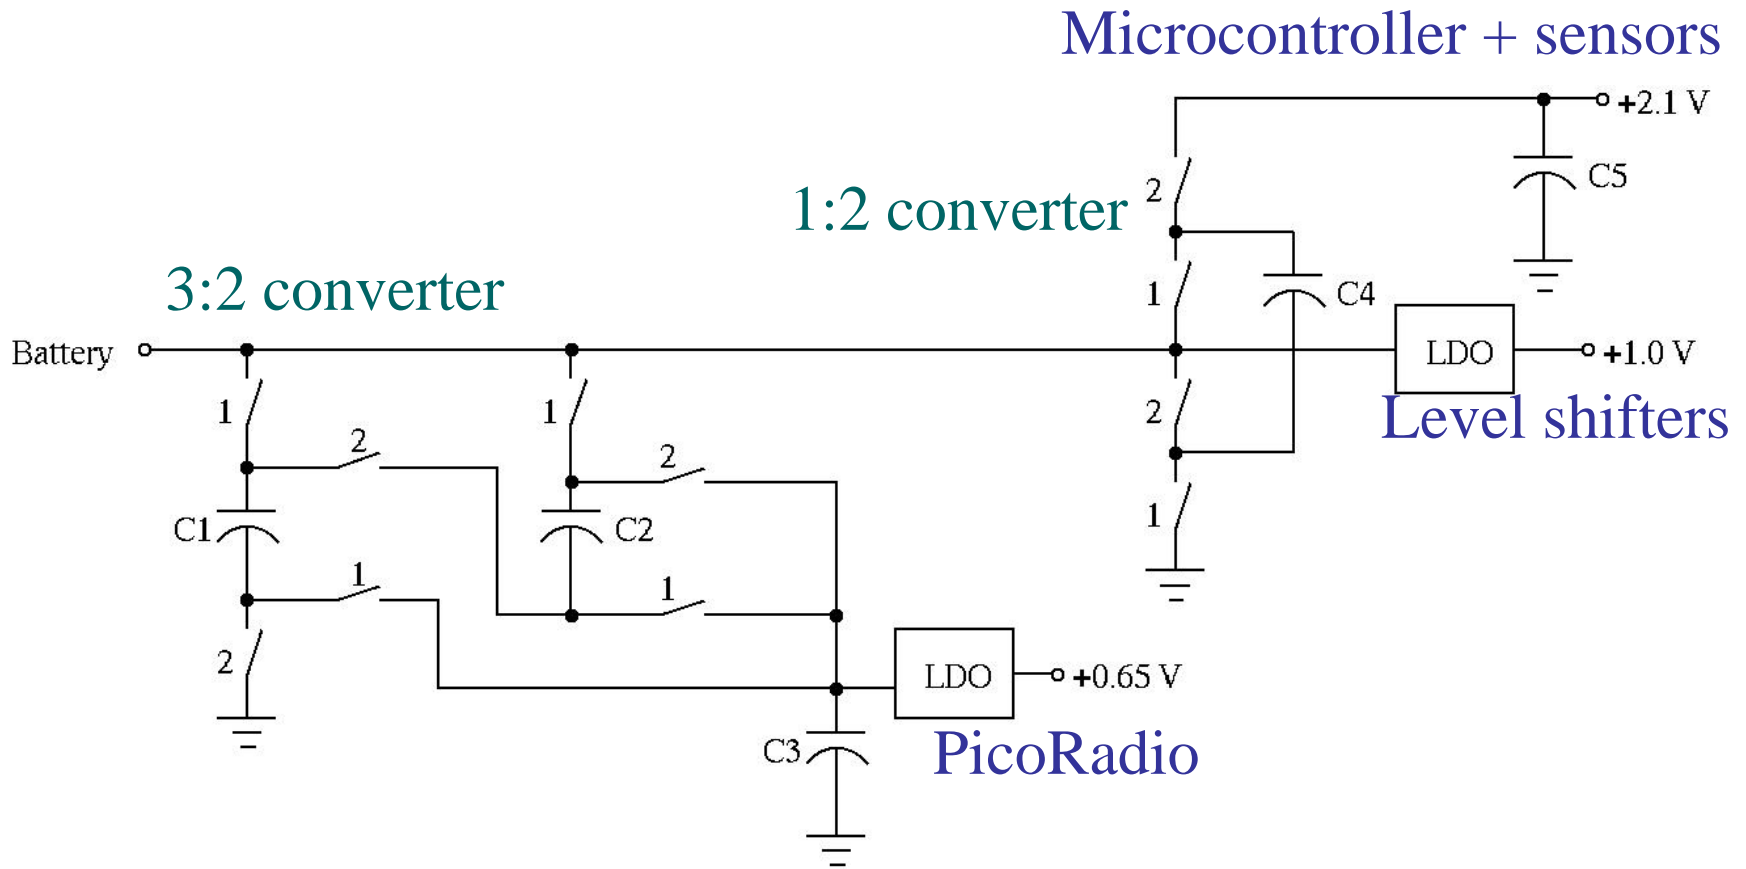 Microcontroller + sensors
+2.1 V
C5
2
1:2 converter
1
C4
3:2 converter
Battery
LDO
+1.0 V
Level shifters
1
2
1
2
2
C1
C2
1
1
1
2
LDO
+0.65 V
PicoRadio
C3